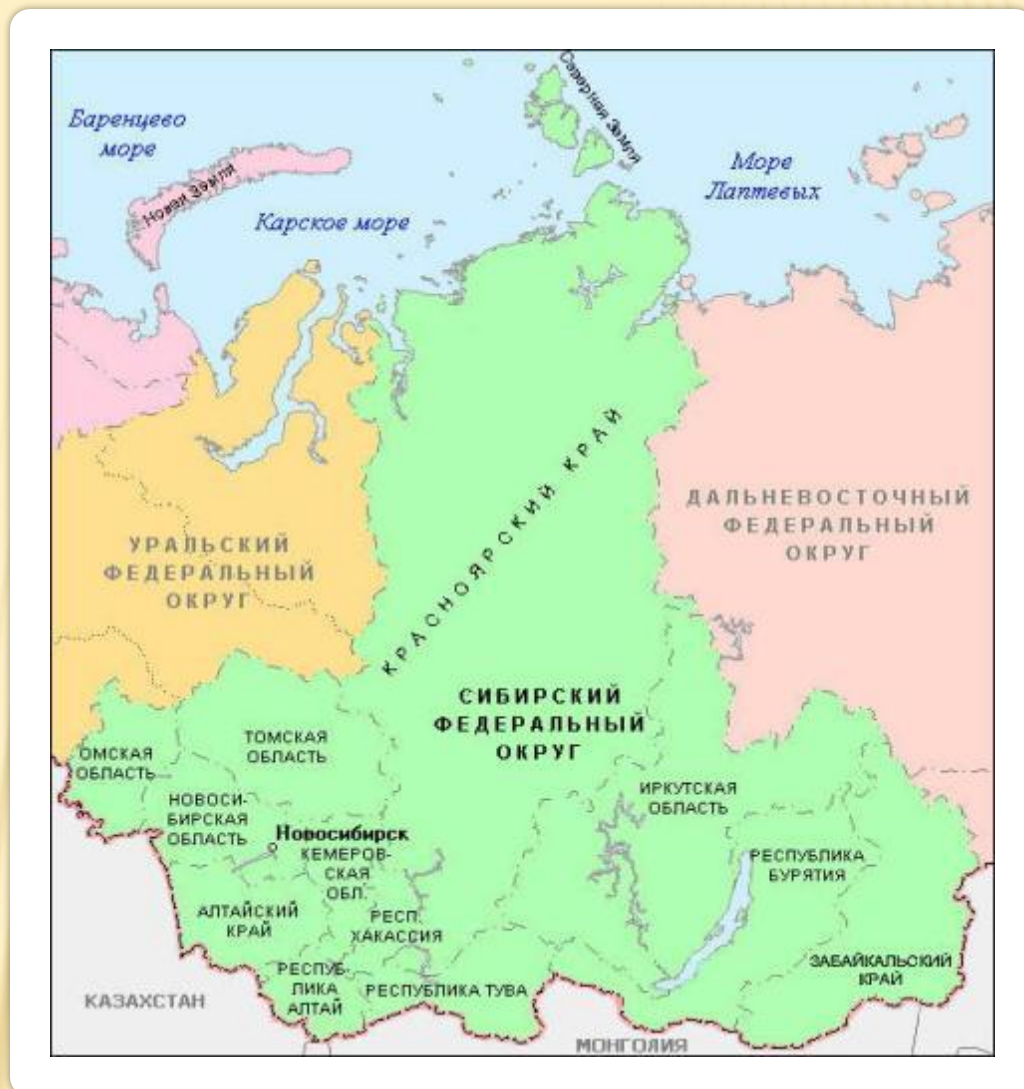 Северная Земля
Баренцево
море
Новая Земля
Море
Лаптевых
Карское море
КРАСНОЯРСКИЙ КРАЙ
УРАЛЬСКИЙ
ФЕДЕРАЛЬНЫЙ
ОКРУГ
ДАЛЬНЕВОСТОЧНЫЙ
ФЕДЕРАЛЬНЫЙ
ОКРУГ
СИБИРСКИЙ
ФЕДЕРАЛЬНЫЙ
ОКРУГ
ОМСКАЯ
ОБЛАСТЬ
ТОМСКАЯ
ОБЛАСТЬ
НОВОСИ-
БИРСКАЯ
ОБЛАСТЬ
Новосибирск
КЕМЕРОВ-
СКАЯ
ОБЛ.
ИРКУТСКАЯ
ОБЛАСТЬ
РЕСПУБЛИКА
БУРЯТИЯ
АЛТАЙСКИЙ
КРАЙ
РЕСП.
ХАКАССИЯ
РЕСПУБ-
ЛИКА
АЛТАЙ
РЕСПУБЛИКА ТУВА
ЗАБАЙКАЛЬСКИЙ
КРАЙ
КАЗАХСТАН
МОНГОЛИЯ